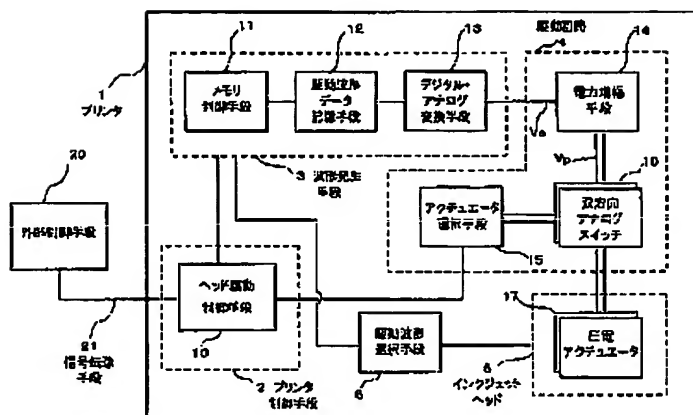 11
12
13
駆動回路
4
14
1
プリンタ
メモリ
制御手段
駆動波形
データ
記憶手段
デジタル・
アナログ
変換手段
電力増幅
手段
Va
20
3 波形発生
手段
Vp
外部制御手段
アクチュエータ
選択手段
双方向
アナログ
スイッチ
15
ヘッド駆動
制御手段
17
21
信号伝送
手段
10
駆動波形
選択手段
圧電
アクチュエータ
2 プリンタ
制御手段
6
インクジェット
ヘッド